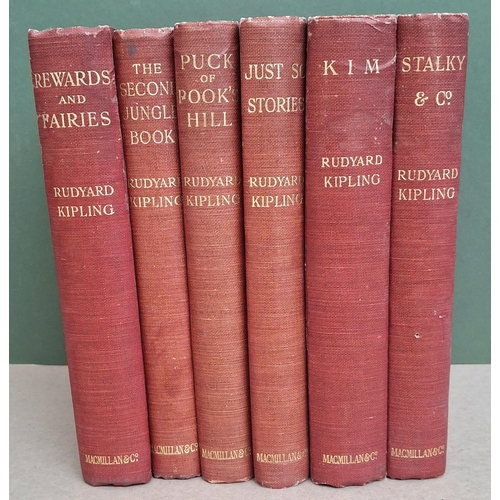 REWARDS
AND
FAIRIES
RUDYARD
KIPLING
MACMILLAN & Cº
THE
SECOND
JUNGLE
BOOK
RUDYARD
KIPLING
MACMILLAN & Cº
PUCK
OF
POOK'S
HILL
RUDYARD
KIPLING
MACMILLAN & Cº
JUST SO
STORIES
RUDYARD
KIPLING
MACMILLAN & Cº
KIM
RUDYARD
KIPLING
MACMILLAN & Cº
STALKY
& Cº
RUDYARD
KIPLING
MACMILLAN & Cº